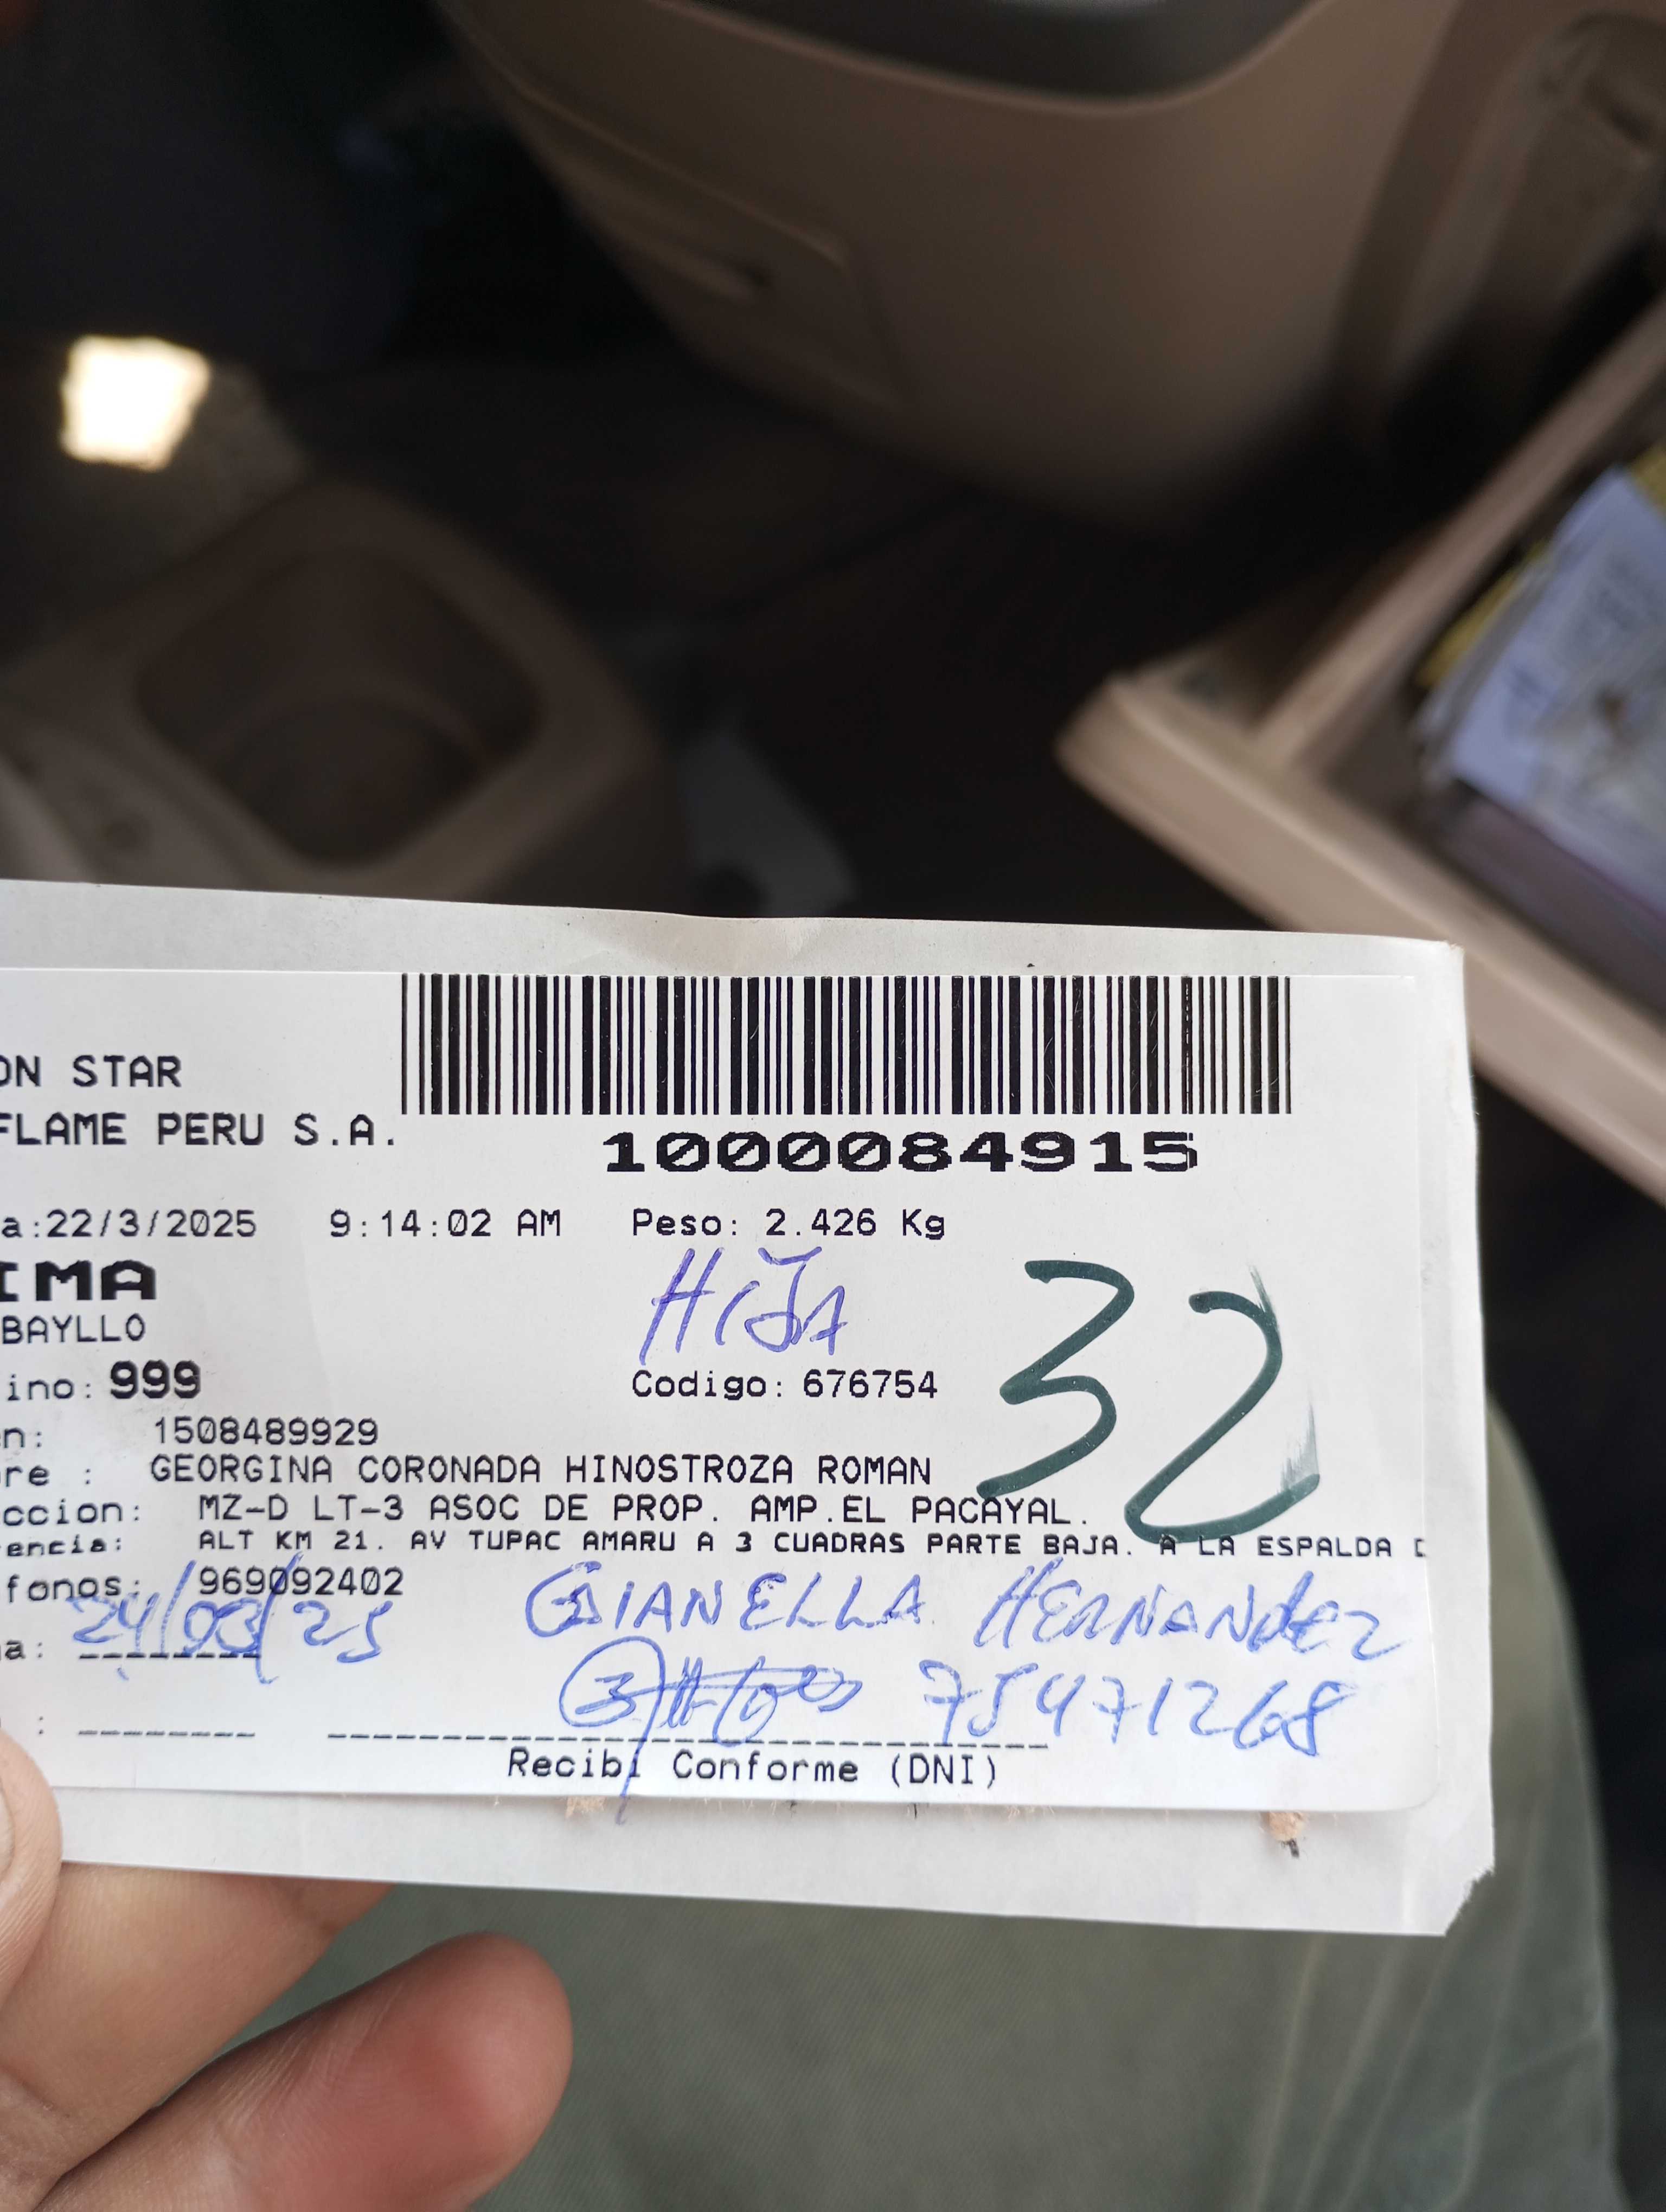 ON STAR
FLAME PERU S.A.
1000084915
a:22/3/2025 9:14:02 AM Peso: 2.426 Kg
IMA
HIJA
32
BAYLLO
ino: 999
Codigo: 676754
n: 1508489929
re : GEORGINA CORONADA HINOSTROZA ROMAN
ccion: MZ-D LT-3 ASOC DE PROP. AMP.EL PACAYAL.
encia: ALT KM 21. AV TUPAC AMARU A 3 CUADRAS PARTE BAJA. A LA ESPALDA D
fonos: 969092402
GIANELLA HERNANDEZ
a: 24/03/25
3 75471268
: 
Recibi Conforme (DNI)